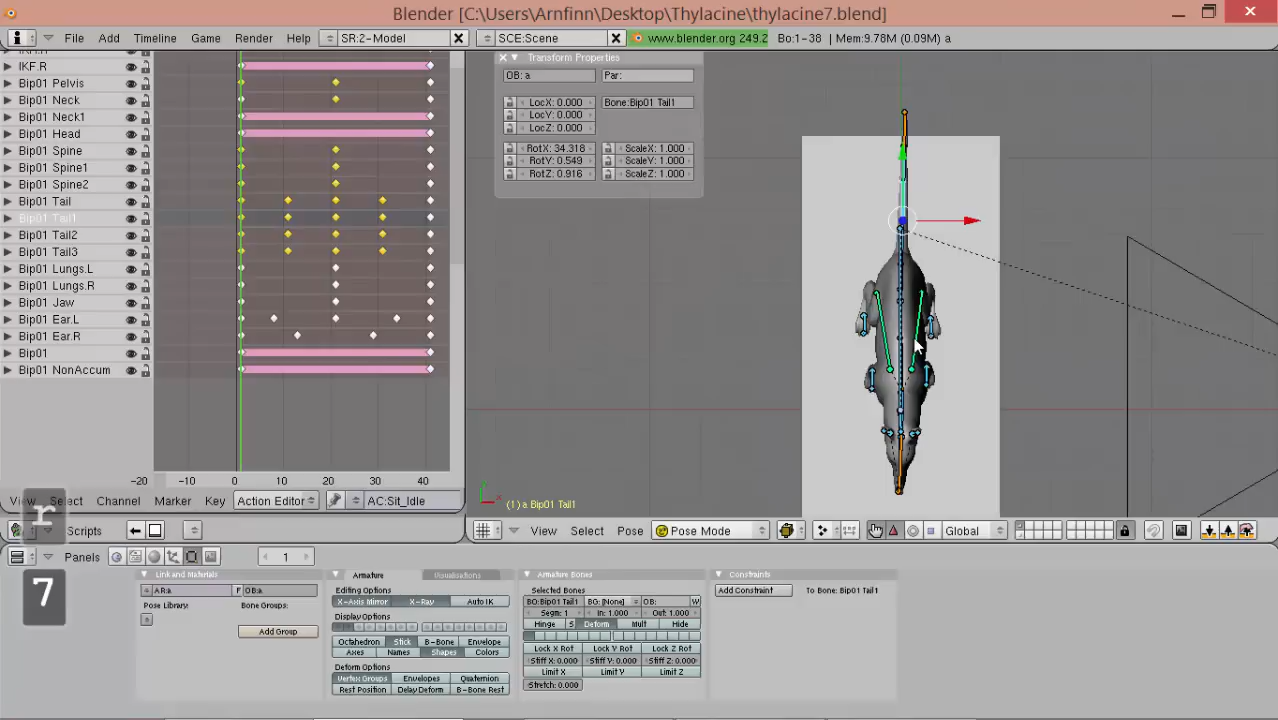 Blender [C:\Users\Arnfinn\Desktop\Thylacine\thylacine7.blend]
File Add Timeline Game Render Help SR:2-Model SCE:Scene www.blender.org 249.2 Bo:1-38 | Mem:9.78M (0.09M) a
IKF.R
Bip01 Pelvis
Bip01 Neck
Bip01 Neck1
Bip01 Head
Bip01 Spine
Bip01 Spine1
Bip01 Spine2
Bip01 Tail
Bip01 Tail1
Bip01 Tail2
Bip01 Tail3
Bip01 Lungs.L
Bip01 Lungs.R
Bip01 Jaw
Bip01 Ear.L
Bip01 Ear.R
Bip01
Bip01 NonAccum
-20 -10 0 10 20 30 40
View Select Channel Marker Key Action Editor AC:Sit_Idle
Transform Properties
OB: a Par:
LocX: 0.000 Bone:Bip01 Tail1
LocY: 0.000
LocZ: 0.000
RotX: 34.318 ScaleX: 1.000
RotY: 0.549 ScaleY: 1.000
RotZ: 0.916 ScaleZ: 1.000
(1) a Bip01 Tail1
Scripts
View Select Pose Pose Mode Global
r
7
Panels 1
Link and Materials
AR:a F OB:a
Pose Library: Bone Groups:
Add Group
Armature Visualisations
Editing Options
X-Axis Mirror X-Ray Auto IK
Display Options
Octahedron Stick B-Bone Envelope
Axes Names Shapes Colors
Deform Options
Vertex Groups Envelopes Quaternion
Rest Position Delay Deform B-Bone Rest
Armature Bones
Selected Bones
BO:Bip01 Tail1 BG: [None] OB: W
Segm: 1 In: 1.000 Out: 1.000
Hinge S Deform Mult Hide
Lock X Rot Lock Y Rot Lock Z Rot
Stiff X: 0.000 Stiff Y: 0.000 Stiff Z: 0.000
Limit X Limit Y Limit Z
Stretch: 0.000
Constraints
Add Constraint To Bone: Bip01 Tail1